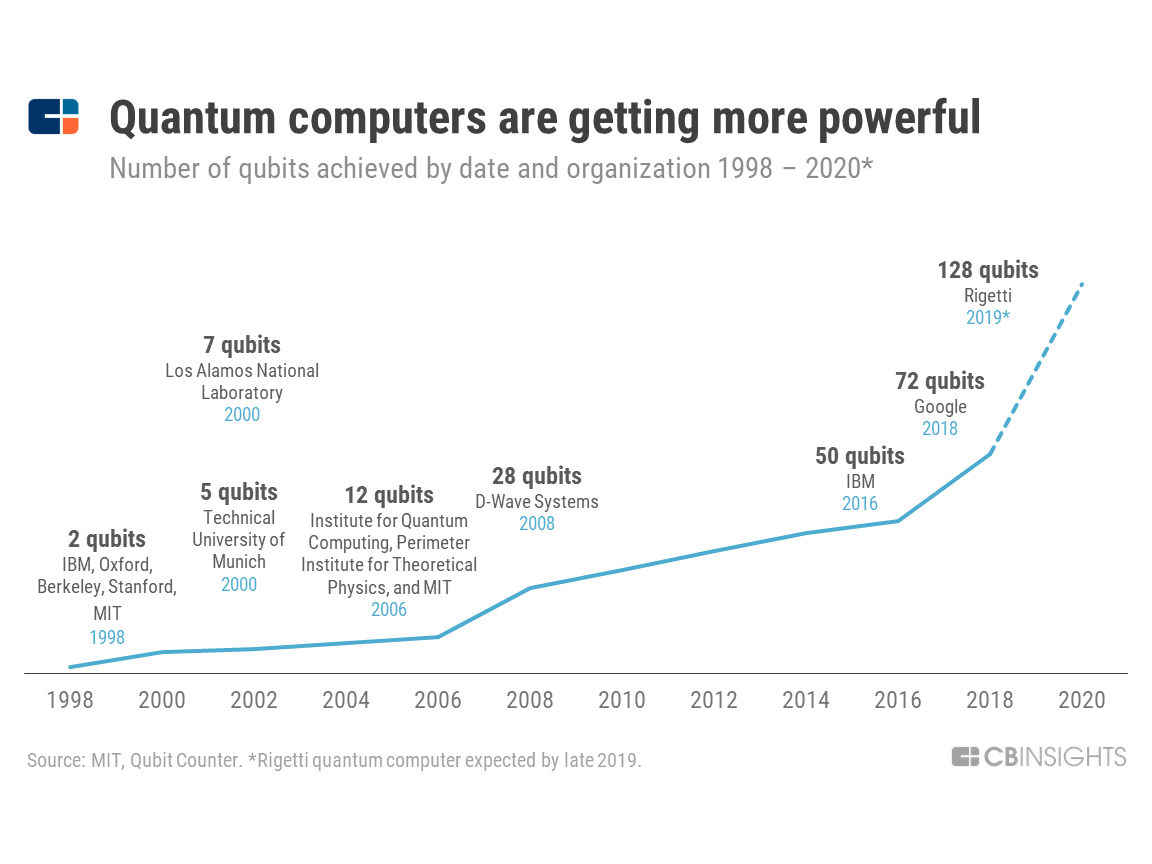 Quantum computers are getting more powerful
Number of qubits achieved by date and organization 1998 – 2020*
2 qubits
IBM, Oxford,
Berkeley, Stanford,
MIT
1998
7 qubits
Los Alamos National
Laboratory
2000
5 qubits
Technical
University of
Munich
2000
12 qubits
Institute for Quantum
Computing, Perimeter
Institute for Theoretical
Physics, and MIT
2006
28 qubits
D-Wave Systems
2008
50 qubits
IBM
2016
72 qubits
Google
2018
128 qubits
Rigetti
2019*
1998 2000 2002 2004 2006 2008 2010 2012 2014 2016 2018 2020
Source: MIT, Qubit Counter. *Rigetti quantum computer expected by late 2019.
CBINSIGHTS